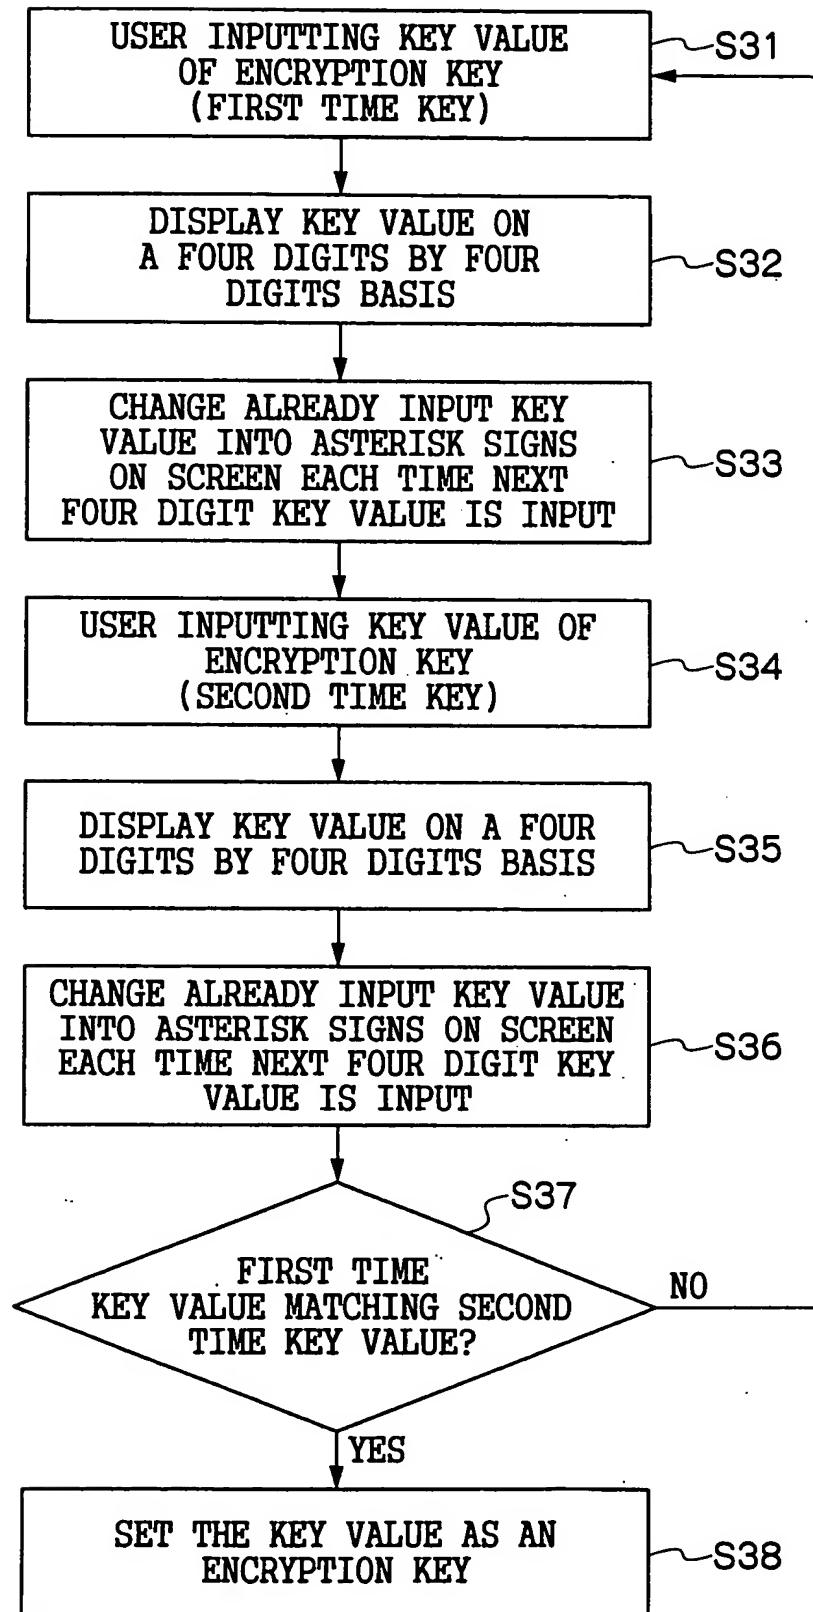 USER INPUTTING KEY VALUE
OF ENCRYPTION KEY
(FIRST TIME KEY)
S31
DISPLAY KEY VALUE ON
A FOUR DIGITS BY FOUR
DIGITS BASIS
S32
CHANGE ALREADY INPUT KEY
VALUE INTO ASTERISK SIGNS
ON SCREEN EACH TIME NEXT
FOUR DIGIT KEY VALUE IS INPUT
S33
USER INPUTTING KEY VALUE OF
ENCRYPTION KEY
(SECOND TIME KEY)
S34
DISPLAY KEY VALUE ON A FOUR
DIGITS BY FOUR DIGITS BASIS
S35
CHANGE ALREADY INPUT KEY VALUE
INTO ASTERISK SIGNS ON SCREEN
EACH TIME NEXT FOUR DIGIT KEY
VALUE IS INPUT
S36
S37
FIRST TIME
KEY VALUE MATCHING SECOND
TIME KEY VALUE?
NO
YES
SET THE KEY VALUE AS AN
ENCRYPTION KEY
S38